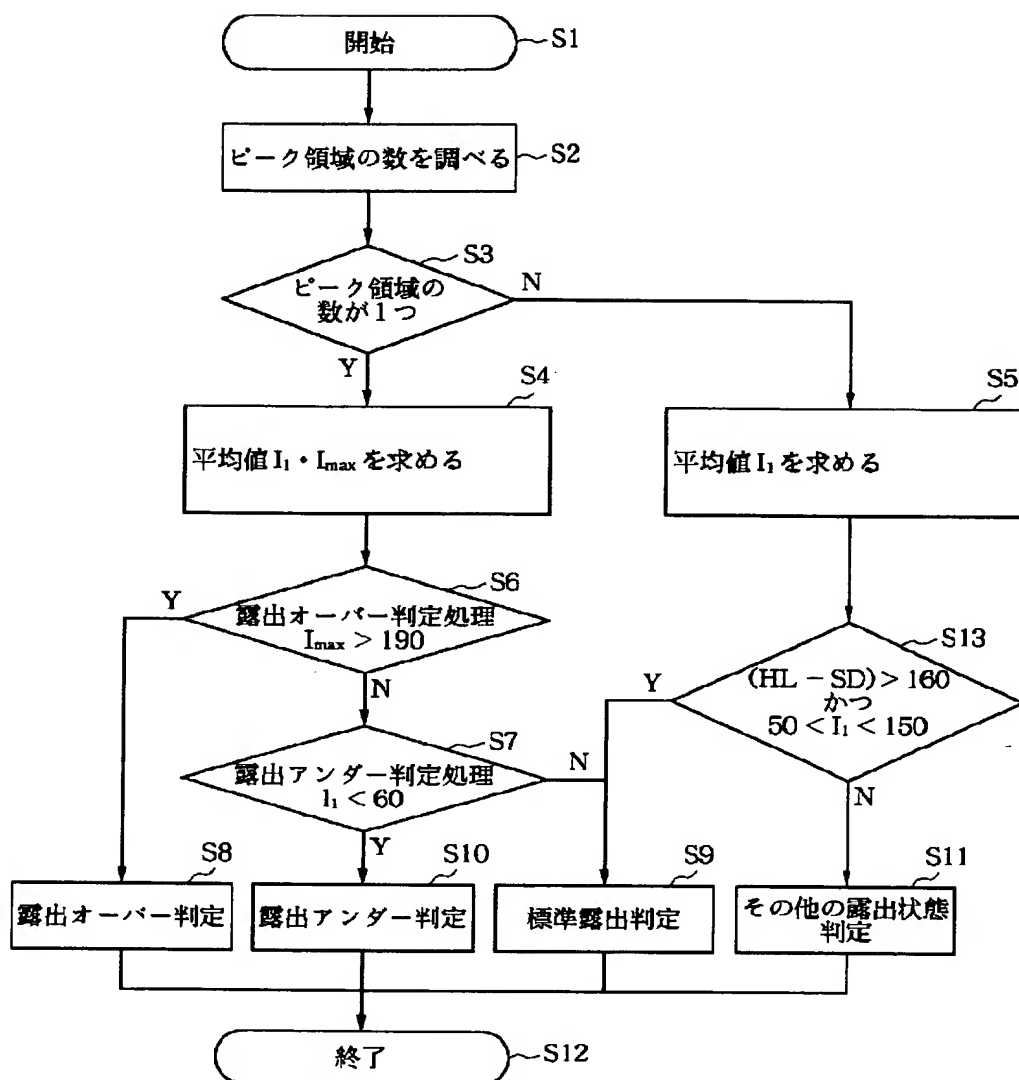 開始
S1
ピーク領域の数を調べる
S2
S3
ピーク領域の
数が1つ
N
Y
S4
平均値I₁・Imaxを求める
S5
平均値I₁を求める
S6
Y
露出オーバー判定処理
Imax > 190
N
S13
Y
(HL − SD) > 160
かつ
50 < I₁ < 150
N
S7
露出アンダー判定処理
I₁ < 60
N
Y
S8
露出オーバー判定
S10
露出アンダー判定
S9
標準露出判定
S11
その他の露出状態
判定
終了
S12